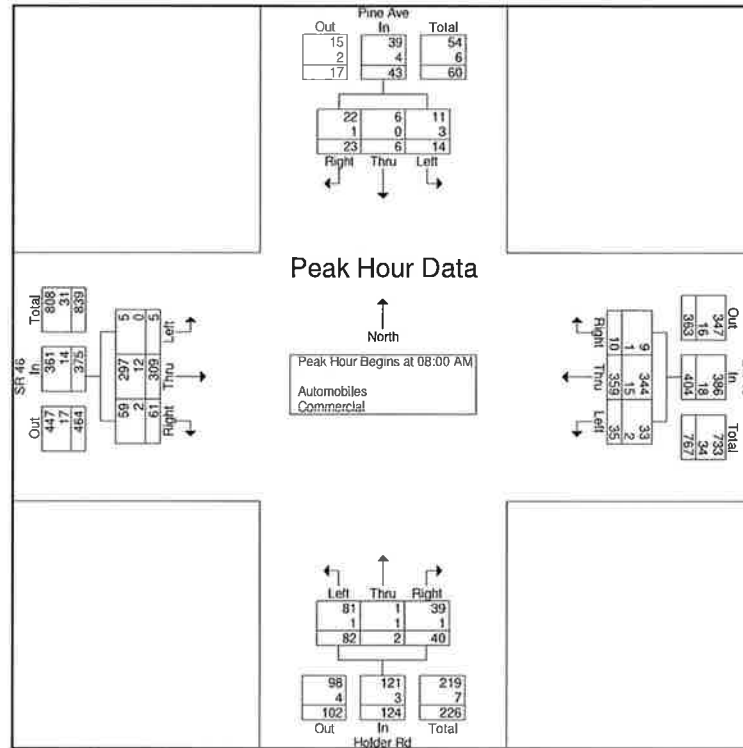 Pine Ave
Out In Total
15 39 54
2 4 6
17 43 60
22 6 11
1 0 3
23 6 14
Right Thru Left
Peak Hour Data
North
Peak Hour Begins at 08:00 AM
Automobiles
Commercial
SR 46
Total In Out
808 361 447
31 14 17
839 375 464
5 297 59
0 12 2
5 309 61
Left Thru Right
Right Thru Left
9 344 33
1 15 2
10 359 35
Out In Total
347 386 733
16 18 34
363 404 767
Left Thru Right
81 1 39
1 1 1
82 2 40
98 121 219
4 3 7
102 124 226
Out In Total
Holder Rd